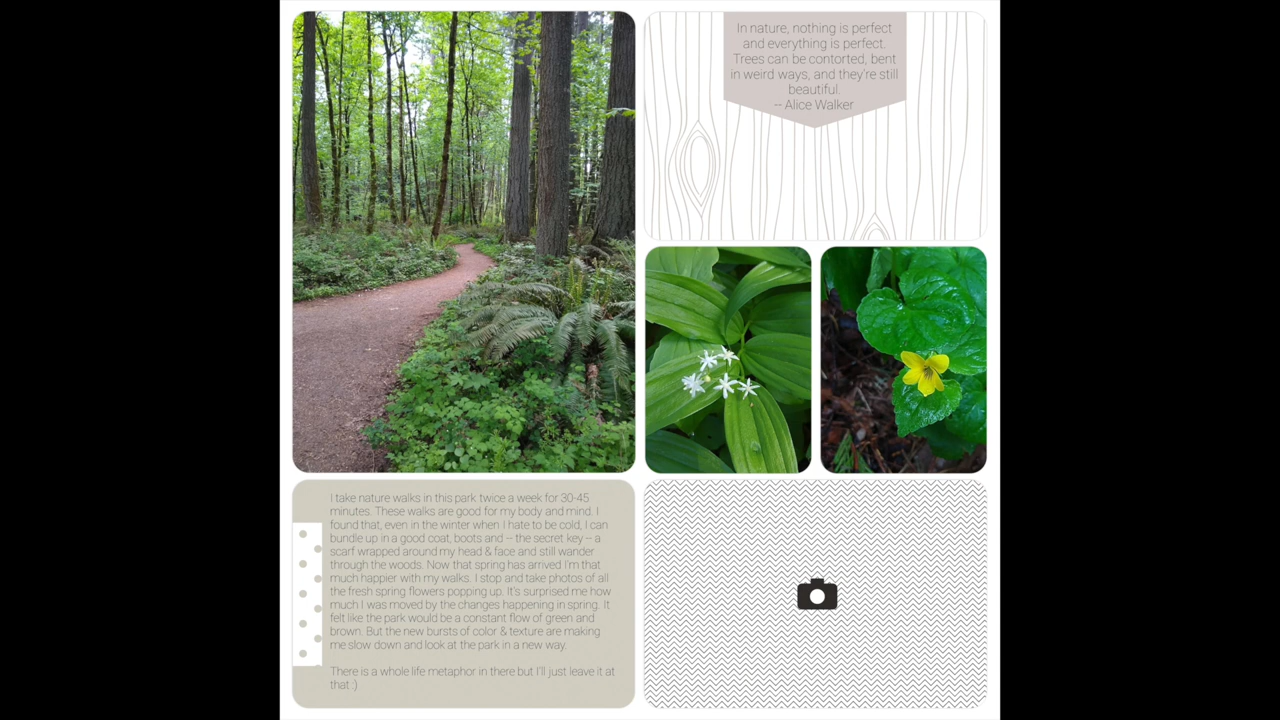 In nature, nothing is perfect
and everything is perfect.
Trees can be contorted, bent
in weird ways, and they're still
beautiful.
-- Alice Walker
I take nature walks in this park twice a week for 30-45
minutes. These walks are good for my body and mind. I
found that, even in the winter when I hate to be cold, I can
bundle up in a good coat, boots and -- the secret key -- a
scarf wrapped around my head & face and still wander
through the woods. Now that spring has arrived I'm that
much happier with my walks. I stop and take photos of all
the fresh spring flowers popping up. It's surprised me how
much I was moved by the changes happening in spring. It
felt like the park would be a constant flow of green and
brown. But the new bursts of color & texture are making
me slow down and look at the park in a new way.
There is a whole life metaphor in there but I'll just leave it at
that :)